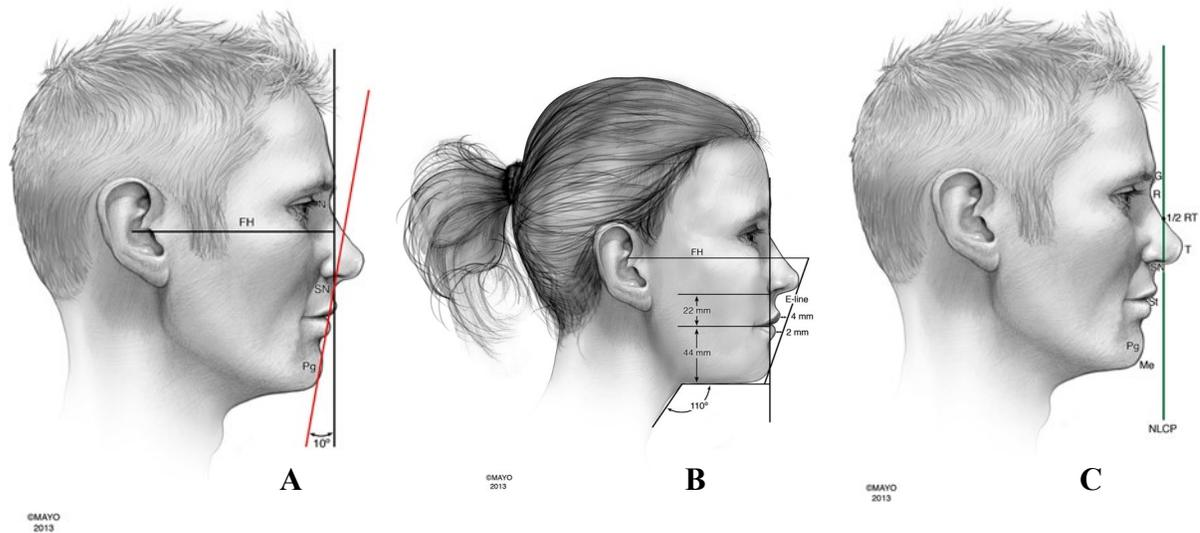 FH
N
SN
Pg
10°
A
©MAYO
2013
FH
E-line
22 mm
4 mm
2 mm
44 mm
110°
B
©MAYO
2013
G
R
1/2 RT
T
SN
St
Pg
Me
NLCP
C
©MAYO
2013